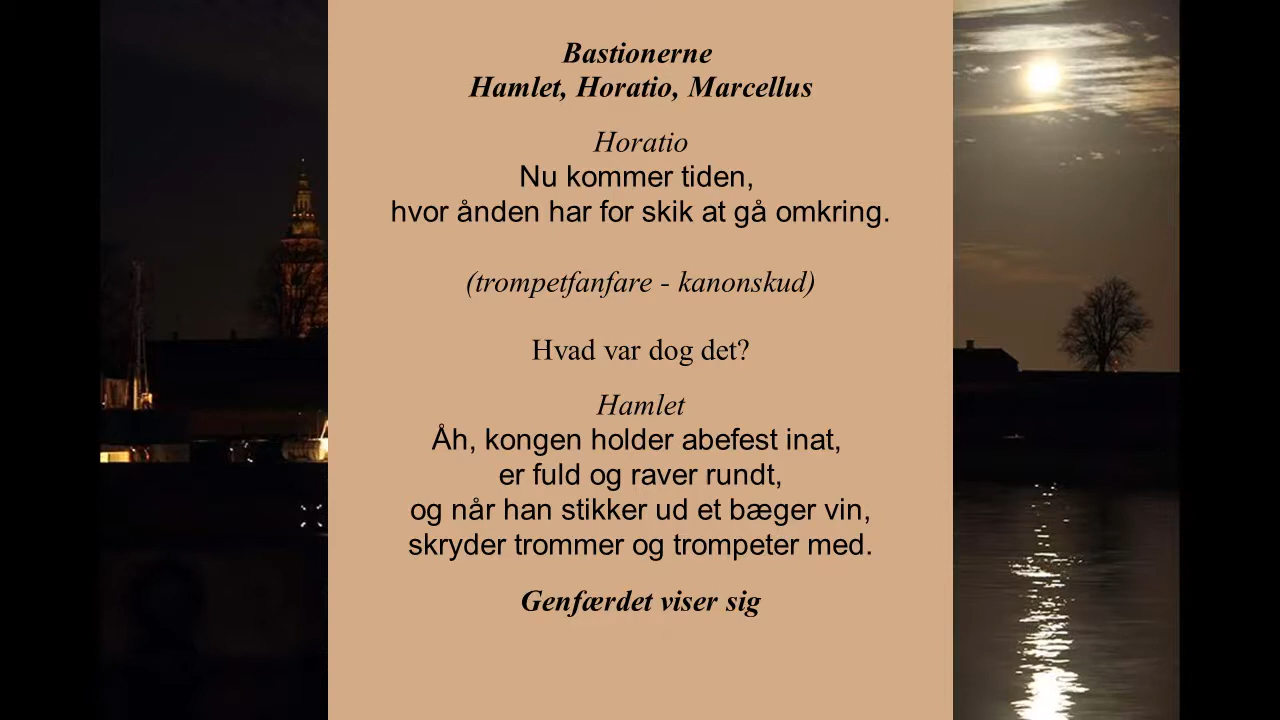 Bastionerne
Hamlet, Horatio, Marcellus
Horatio
Nu kommer tiden,
hvor ånden har for skik at gå omkring.
(trompetfanfare - kanonskud)
Hvad var dog det?
Hamlet
Åh, kongen holder abefest inat,
er fuld og raver rundt,
og når han stikker ud et bæger vin,
skryder trommer og trompeter med.
Genfærdet viser sig